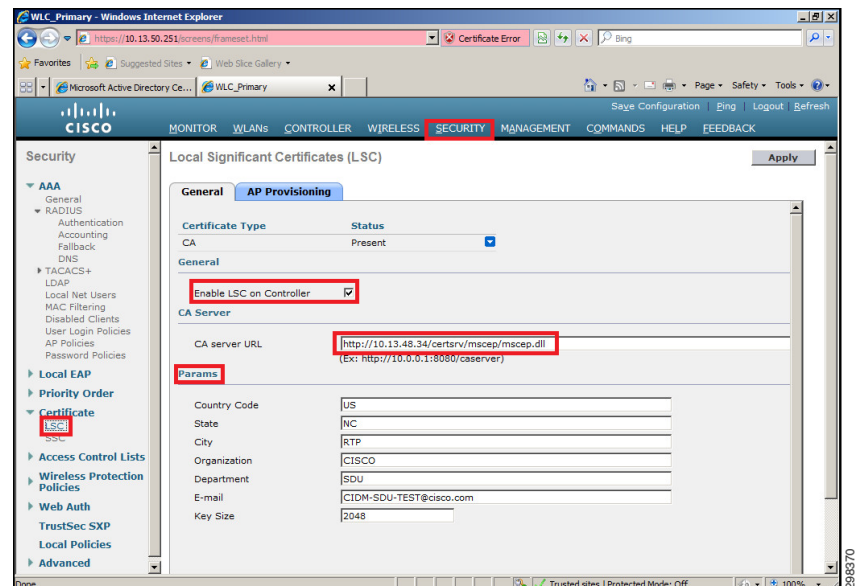 WLC_Primary - Windows Internet Explorer
https://10.13.50.251/screens/frameset.html
Certificate Error
Bing
Favorites
Suggested Sites
Web Slice Gallery
Microsoft Active Directory Ce...
WLC_Primary
Page
Safety
Tools
Save Configuration | Ping | Logout | Refresh
CISCO
MONITOR WLANs CONTROLLER WIRELESS SECURITY MANAGEMENT COMMANDS HELP FEEDBACK
Security
AAA
General
RADIUS
Authentication
Accounting
Fallback
DNS
TACACS+
LDAP
Local Net Users
MAC Filtering
Disabled Clients
User Login Policies
AP Policies
Password Policies
Local EAP
Priority Order
Certificate
LSC
SSC
Access Control Lists
Wireless Protection
Policies
Web Auth
TrustSec SXP
Local Policies
Advanced
Local Significant Certificates (LSC)
Apply
General AP Provisioning
Certificate Type Status
CA Present
General
Enable LSC on Controller
CA Server
CA server URL http://10.13.48.34/certsrv/mscep/mscep.dll
(Ex: http://10.0.0.1:8080/caserver)
Params
Country Code US
State NC
City RTP
Organization CISCO
Department SDU
E-mail CIDM-SDU-TEST@cisco.com
Key Size 2048
Done
Trusted sites | Protected Mode: Off
100%